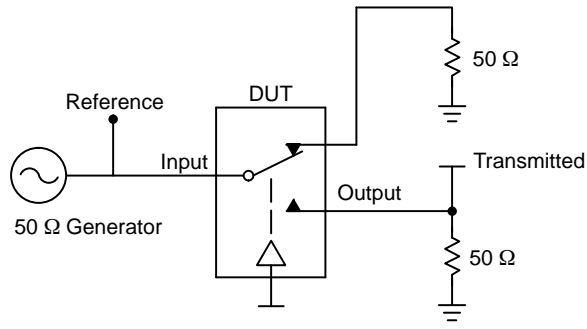 50 Ω
DUT
Reference
Input
Transmitted
Output
50 Ω Generator
50 Ω